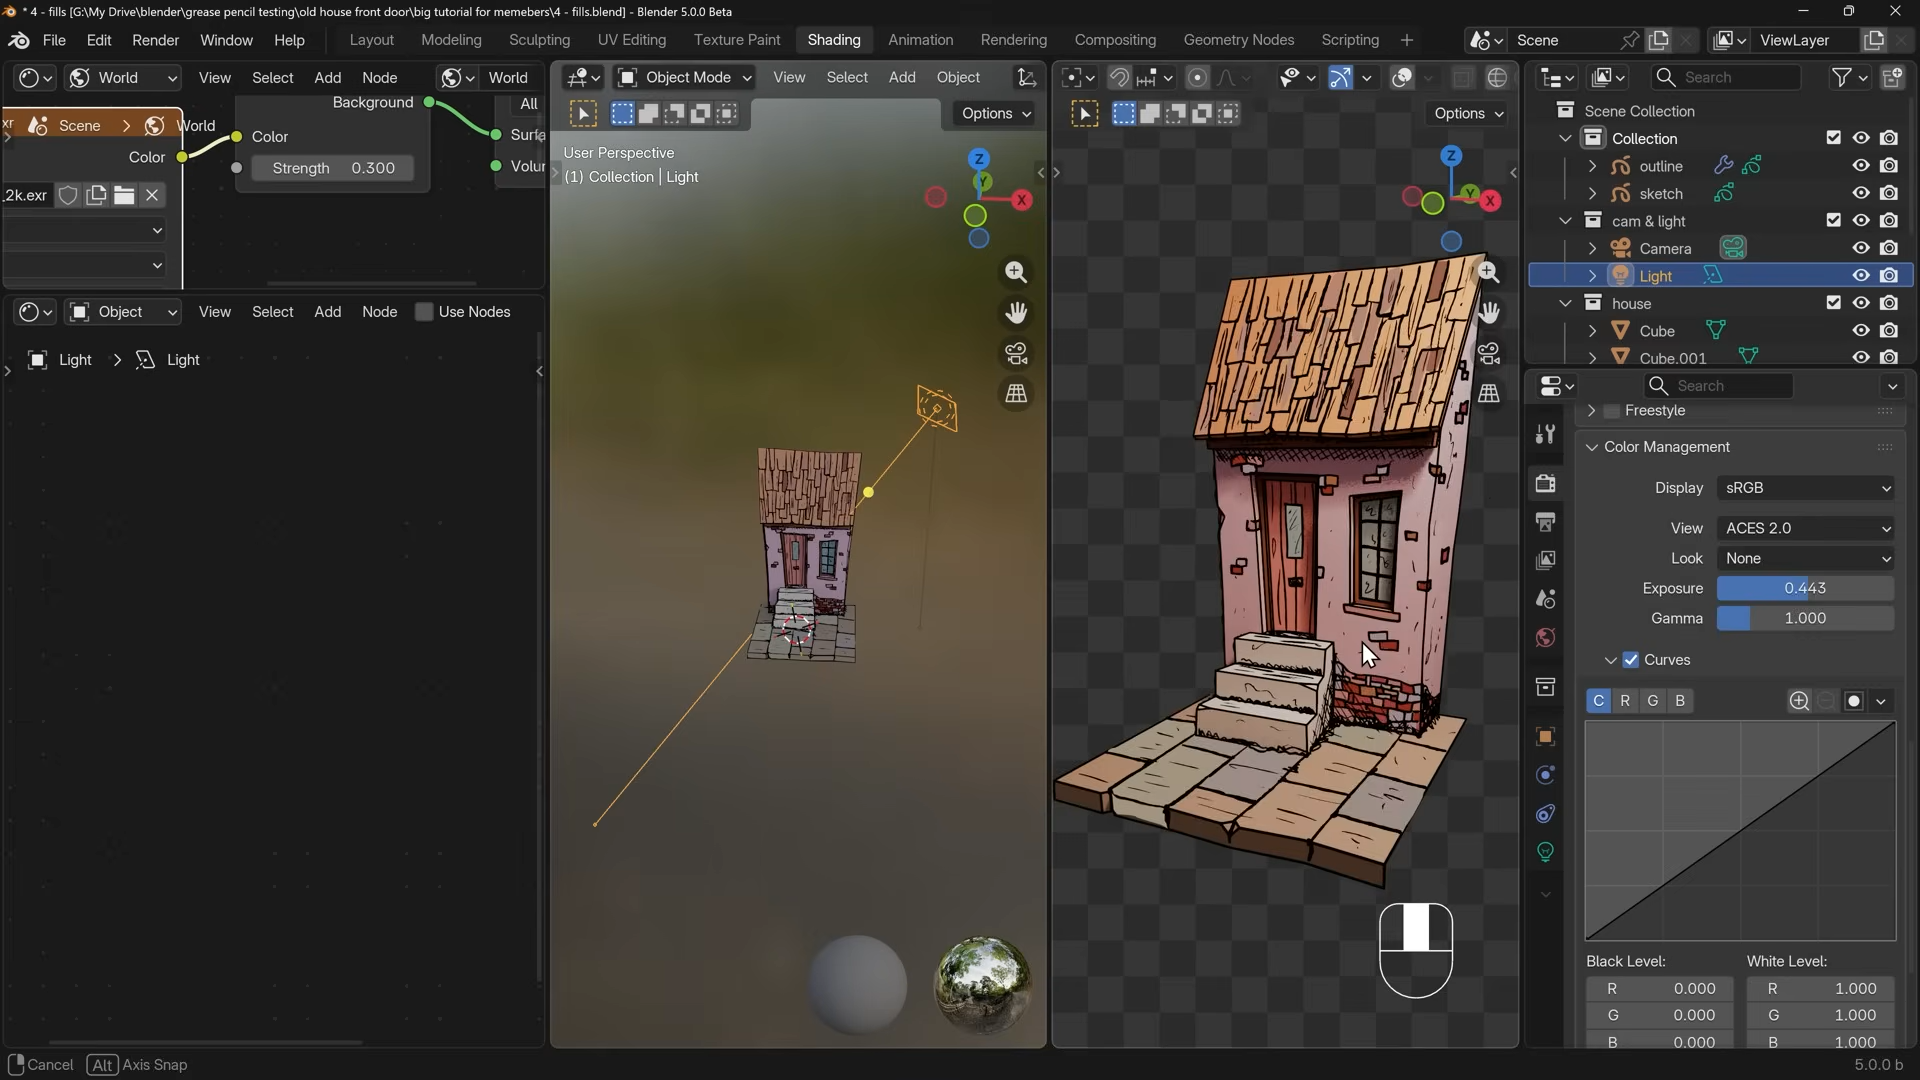 * 4 - fills [G:\My Drive\blender\grease pencil testing\old house front door\big tutorial for memebers\4 - fills.blend] - Blender 5.0.0 Beta
File Edit Render Window Help
Layout Modeling Sculpting UV Editing Texture Paint Shading Animation Rendering Compositing Geometry Nodes Scripting +
Scene
ViewLayer
World View Select Add Node World
Background
All
Scene > World
Color
Color
Surfa
Strength 0.300
Volur
_2k.exr
Object View Select Add Node Use Nodes
Light > Light
Object Mode View Select Add Object
Options
User Perspective
(1) Collection | Light
Z
Y
X
Options
Z
Y
X
Search
Scene Collection
Collection
outline
sketch
cam & light
Camera
Light
house
Cube
Cube.001
Search
Freestyle
Color Management
Display sRGB
View ACES 2.0
Look None
Exposure 0.443
Gamma 1.000
Curves
C R G B
Black Level: White Level:
R 0.000 R 1.000
G 0.000 G 1.000
B 0.000 B 1.000
Cancel Alt Axis Snap
5.0.0 b